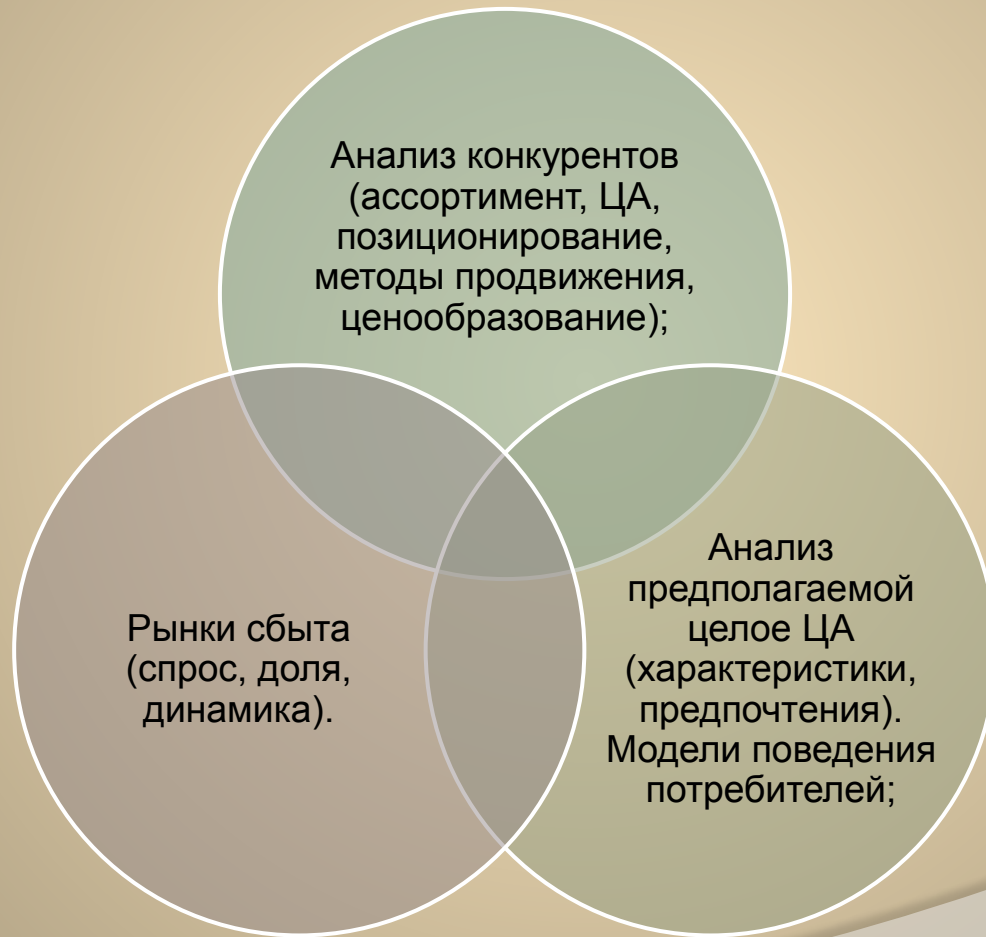 Анализ конкурентов
(ассортимент, ЦА,
позиционирование,
методы продвижения,
ценообразование);
Анализ
предполагаемой
целое ЦА
(характеристики,
предпочтения).
Модели поведения
потребителей;
Рынки сбыта
(спрос, доля,
динамика).